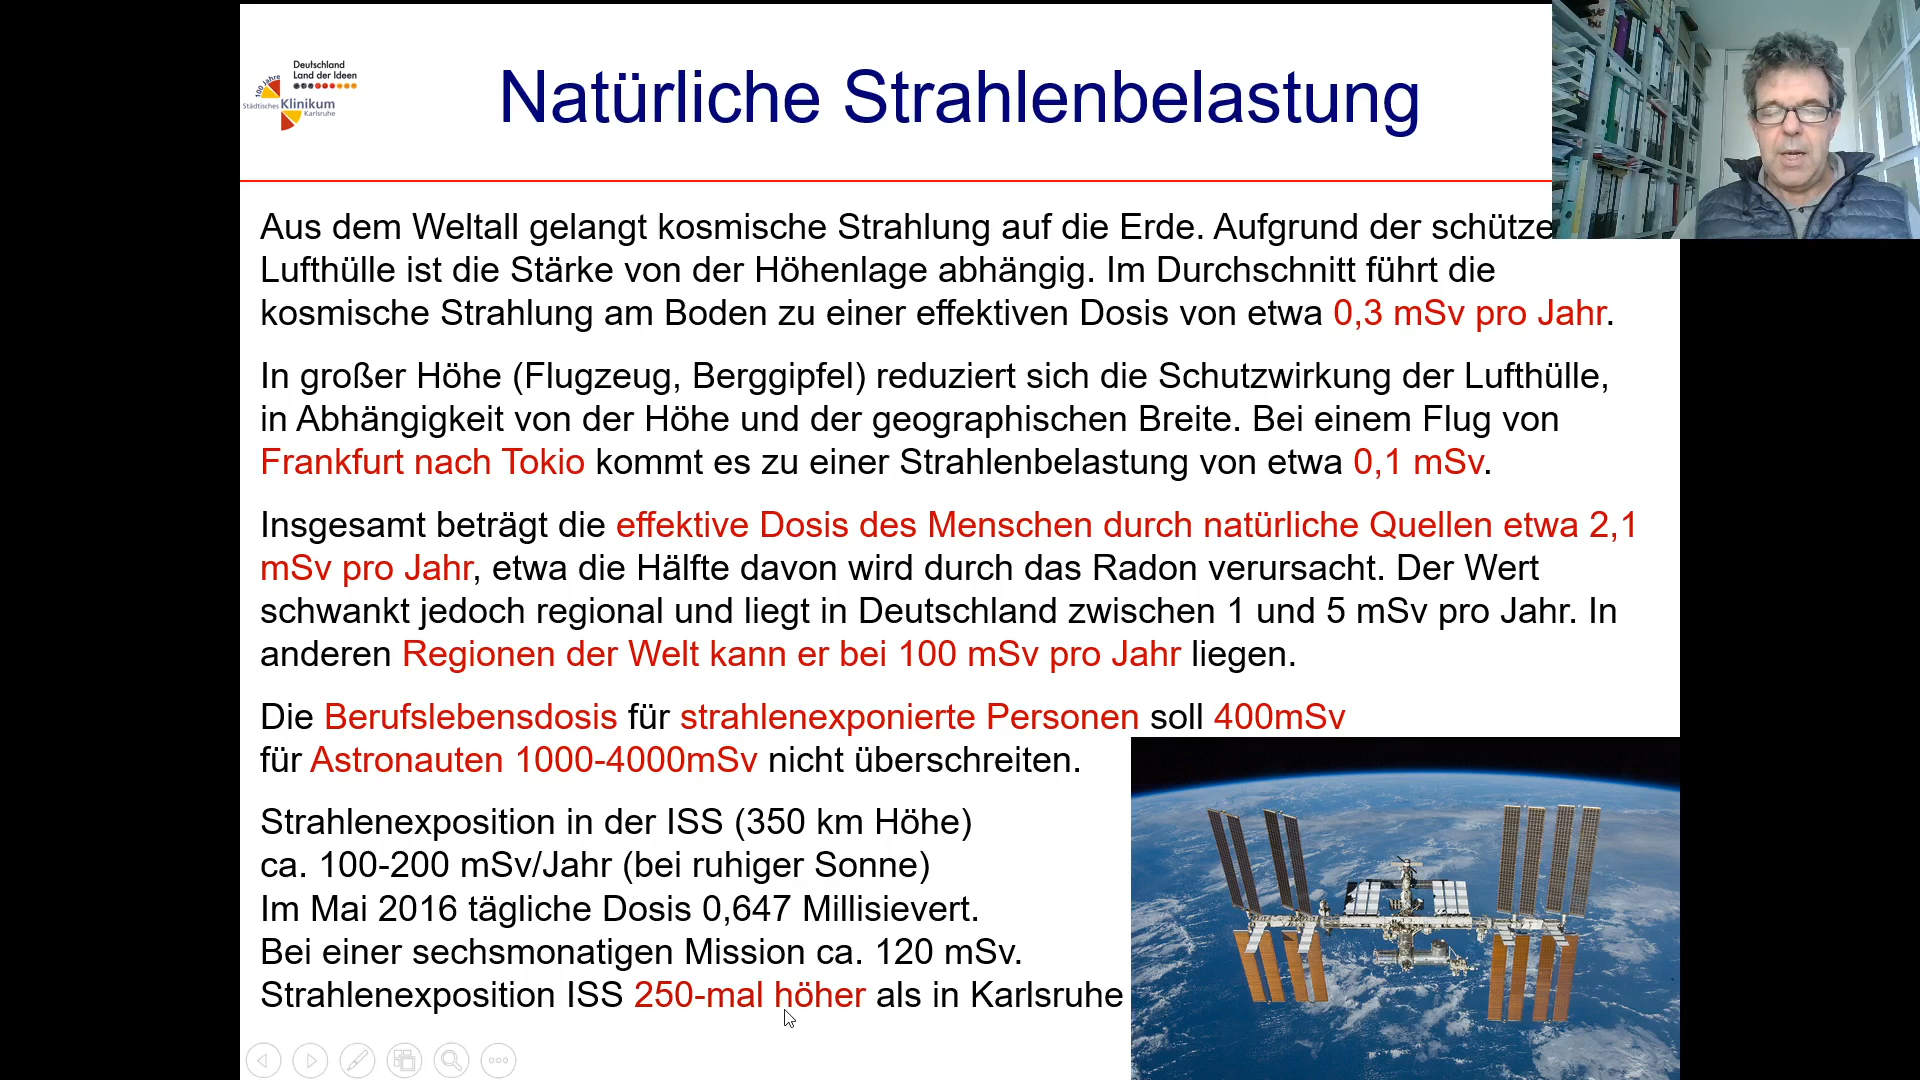 Deutschland
Land der Ideen
100 Jahre
Städtisches Klinikum
Karlsruhe
Natürliche Strahlenbelastung
Aus dem Weltall gelangt kosmische Strahlung auf die Erde. Aufgrund der schütze
Lufthülle ist die Stärke von der Höhenlage abhängig. Im Durchschnitt führt die
kosmische Strahlung am Boden zu einer effektiven Dosis von etwa 0,3 mSv pro Jahr.
In großer Höhe (Flugzeug, Berggipfel) reduziert sich die Schutzwirkung der Lufthülle,
in Abhängigkeit von der Höhe und der geographischen Breite. Bei einem Flug von
Frankfurt nach Tokio kommt es zu einer Strahlenbelastung von etwa 0,1 mSv.
Insgesamt beträgt die effektive Dosis des Menschen durch natürliche Quellen etwa 2,1
mSv pro Jahr, etwa die Hälfte davon wird durch das Radon verursacht. Der Wert
schwankt jedoch regional und liegt in Deutschland zwischen 1 und 5 mSv pro Jahr. In
anderen Regionen der Welt kann er bei 100 mSv pro Jahr liegen.
Die Berufslebensdosis für strahlenexponierte Personen soll 400mSv
für Astronauten 1000-4000mSv nicht überschreiten.
Strahlenexposition in der ISS (350 km Höhe)
ca. 100-200 mSv/Jahr (bei ruhiger Sonne)
Im Mai 2016 tägliche Dosis 0,647 Millisievert.
Bei einer sechsmonatigen Mission ca. 120 mSv.
Strahlenexposition ISS 250-mal höher als in Karlsruhe